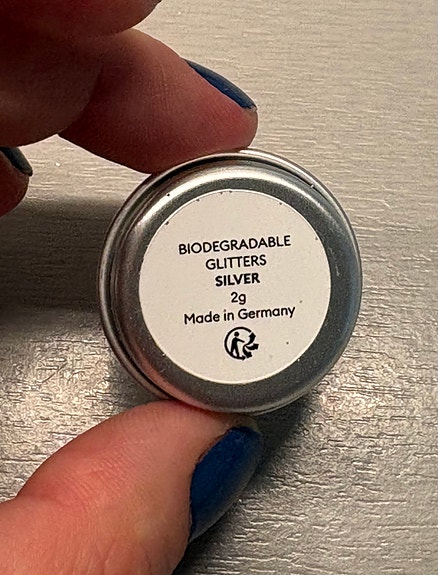 BIODEGRADABLE
GLITTERS
SILVER
2g
Made in Germany